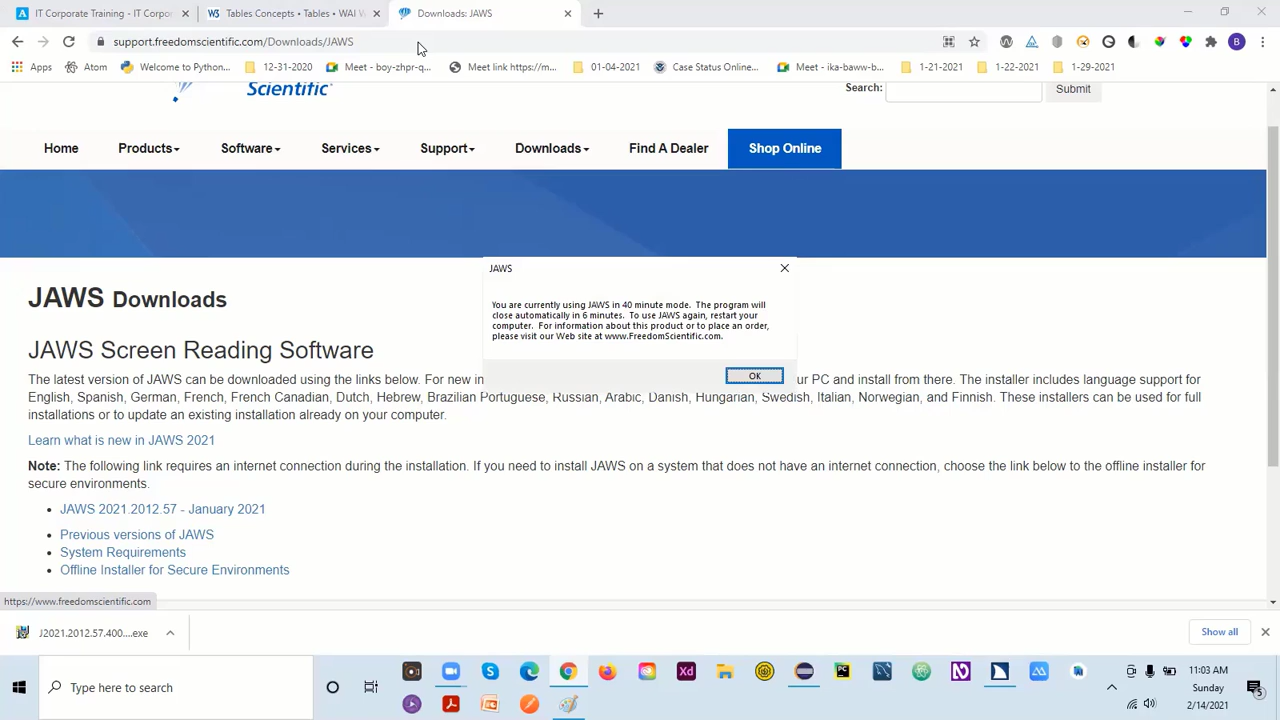 IT Corporate Training - IT Corpor
Tables Concepts • Tables • WAI W
Downloads: JAWS
support.freedomscientific.com/Downloads/JAWS
B
Apps
Atom
Welcome to Python...
12-31-2020
Meet - boy-zhpr-q...
Meet link https://m...
01-04-2021
Case Status Online...
Meet - ika-baww-b...
1-21-2021
1-22-2021
1-29-2021
Scientific
Search:
Submit
Home
Products
Software
Services
Support
Downloads
Find A Dealer
Shop Online
JAWS
You are currently using JAWS in 40 minute mode. The program will
close automatically in 6 minutes. To use JAWS again, restart your
computer. For information about this product or to place an order,
please visit our Web site at www.FreedomScientific.com.
OK
JAWS Downloads
JAWS Screen Reading Software
The latest version of JAWS can be downloaded using the links below. For new in ur PC and install from there. The installer includes language support for
English, Spanish, German, French, French Canadian, Dutch, Hebrew, Brazilian Portuguese, Russian, Arabic, Danish, Hungarian, Swedish, Italian, Norwegian, and Finnish. These installers can be used for full
installations or to update an existing installation already on your computer.
Learn what is new in JAWS 2021
Note: The following link requires an internet connection during the installation. If you need to install JAWS on a system that does not have an internet connection, choose the link below to the offline installer for
secure environments.
• JAWS 2021.2012.57 - January 2021
• Previous versions of JAWS
• System Requirements
• Offline Installer for Secure Environments
https://www.freedomscientific.com
J2021.2012.57.400....exe
Show all
Type here to search
Xd
PC
11:03 AM
Sunday
2/14/2021
5